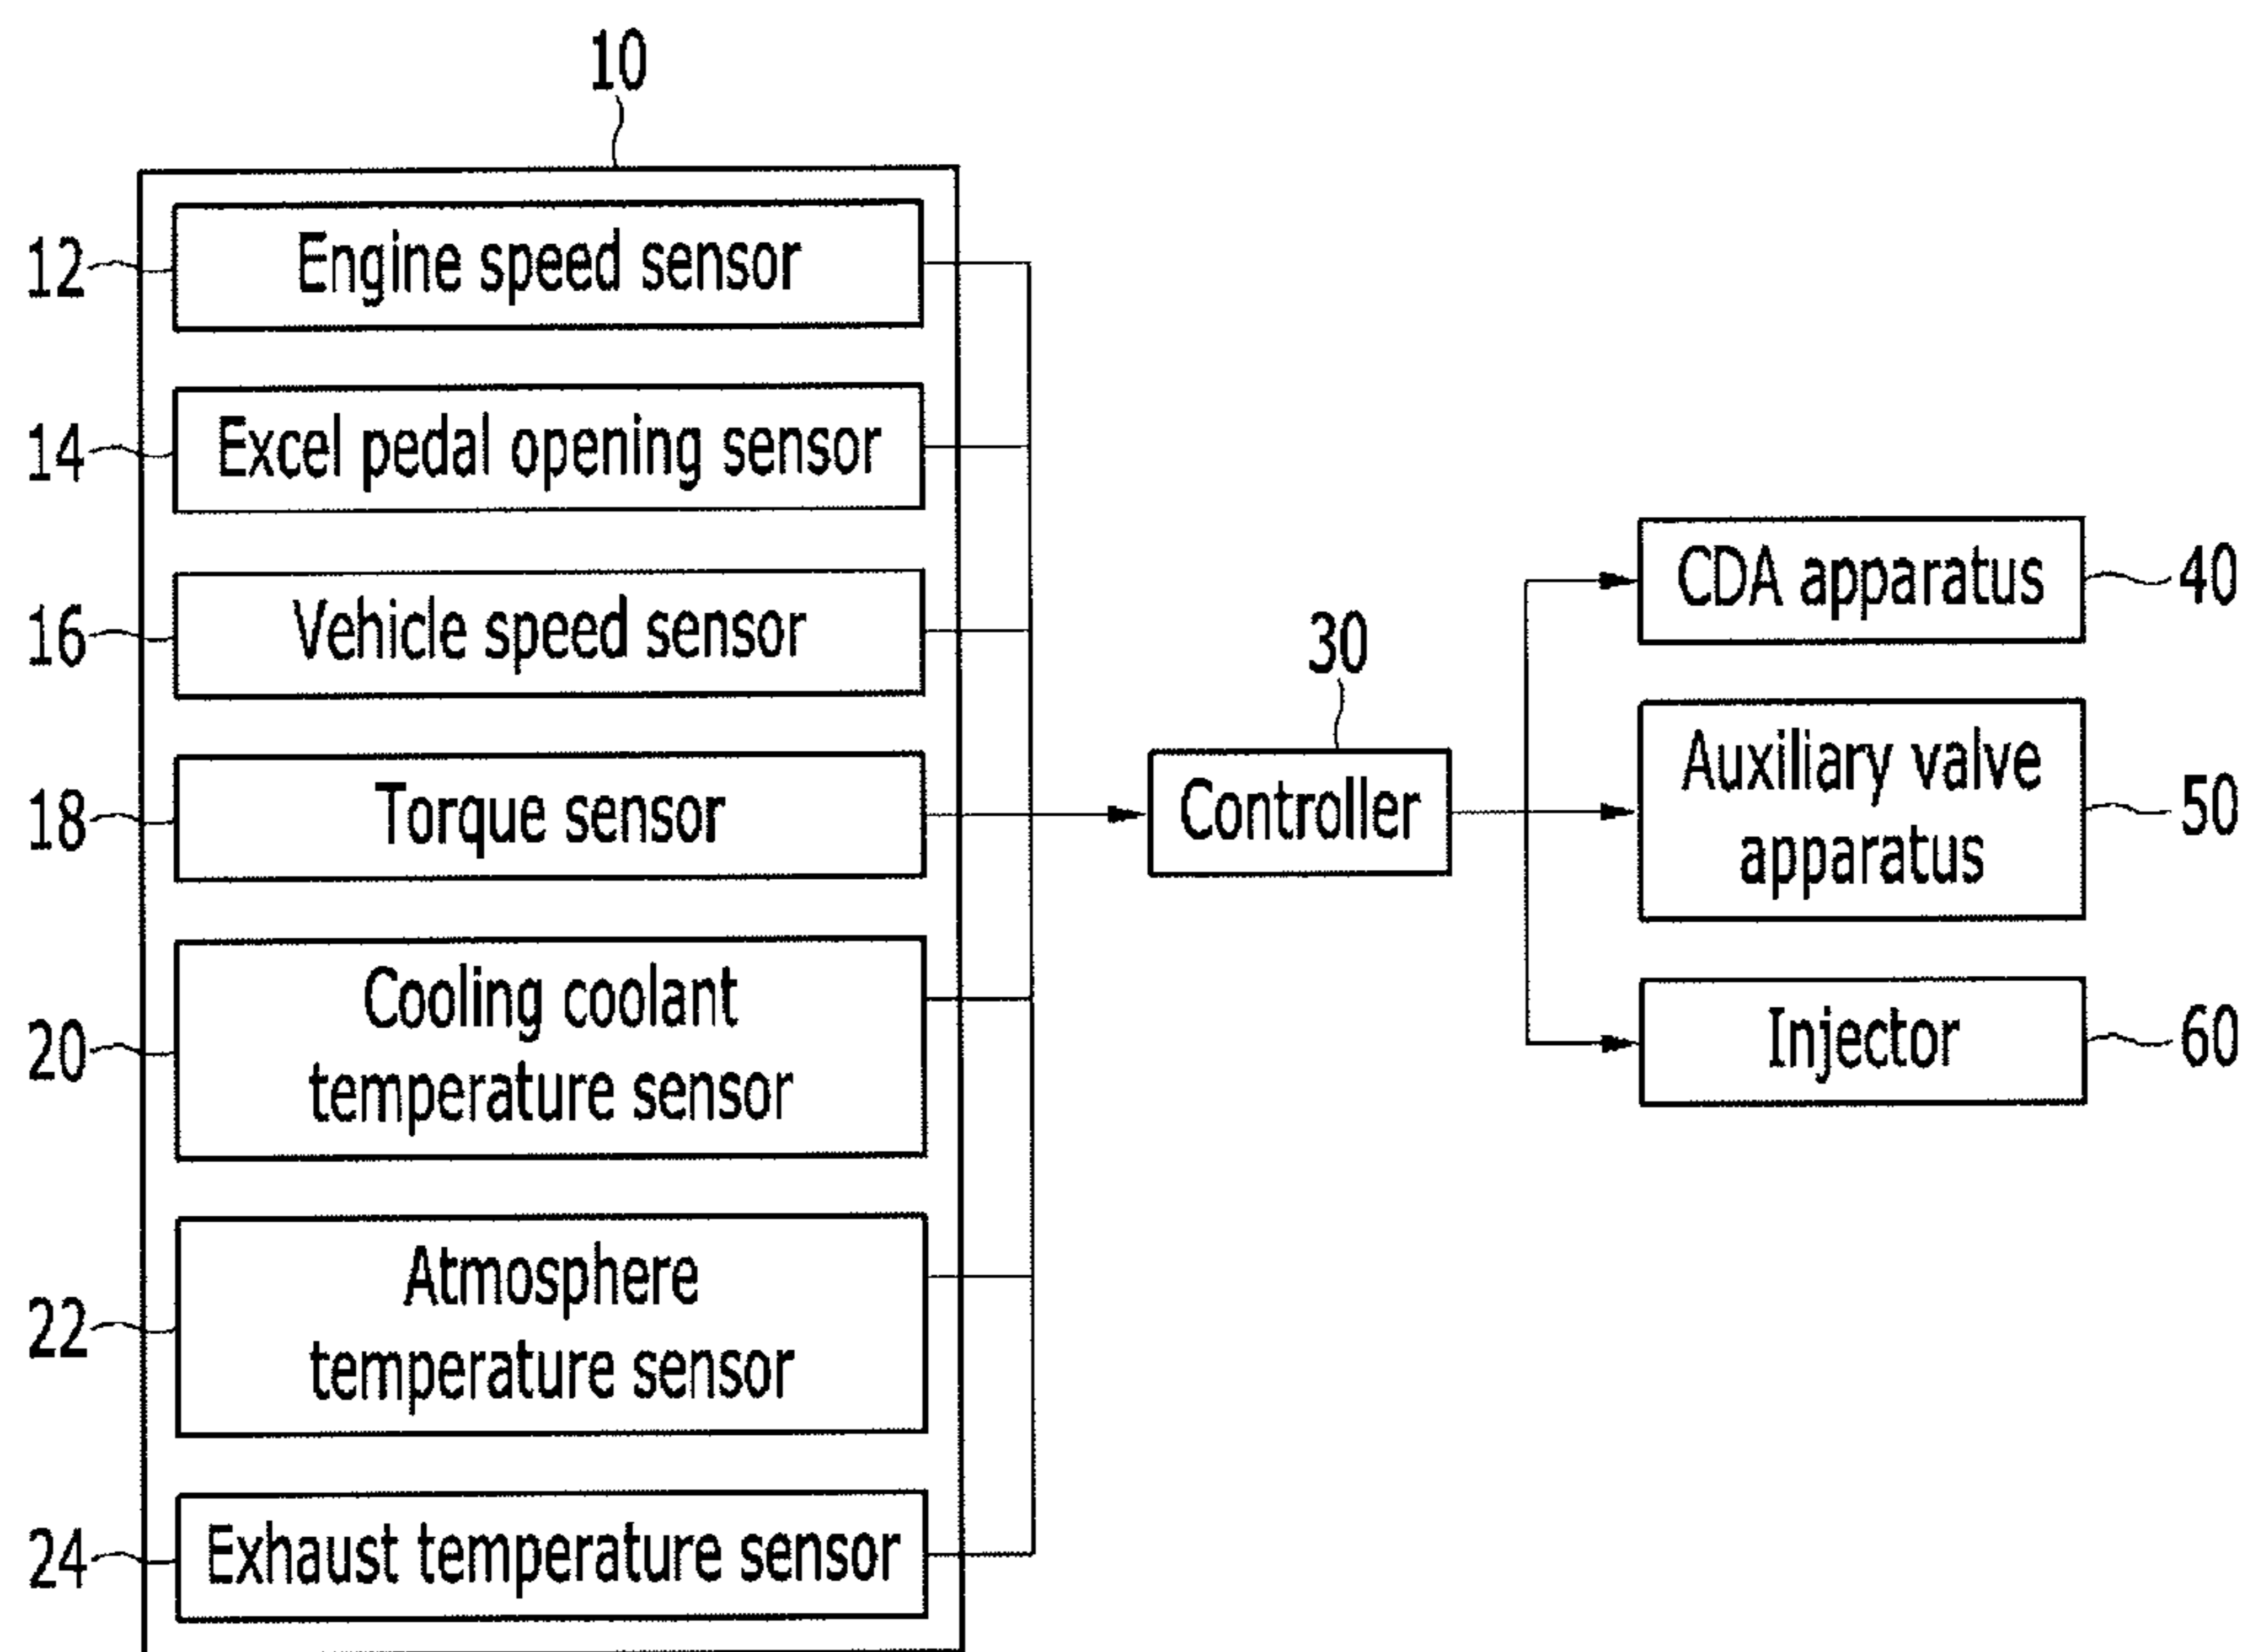 10
12
Engine speed sensor
14
Excel pedal opening sensor
16
Vehicle speed sensor
18
Torque sensor
20
Cooling coolant
temperature sensor
22
Atmosphere
temperature sensor
24
Exhaust temperature sensor
30
Controller
CDA apparatus
40
Auxiliary valve
apparatus
50
Injector
60